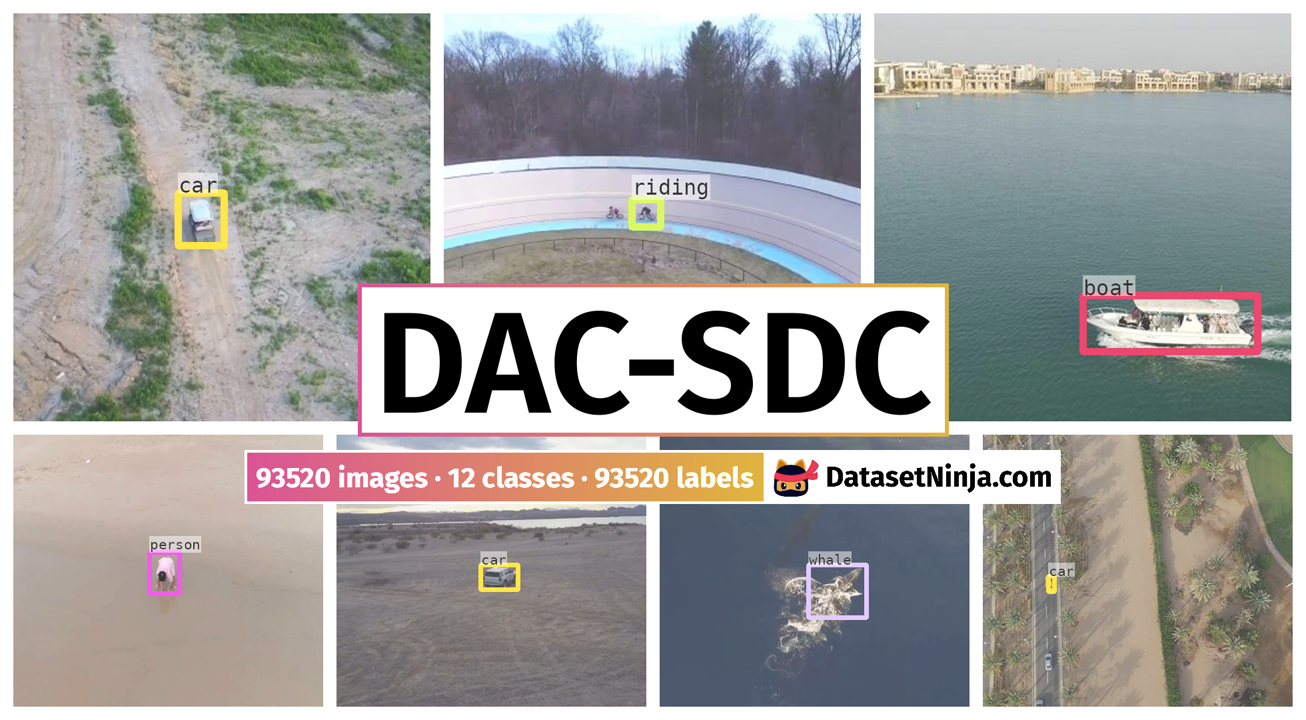 car
riding
boat
DAC-SDC
93520 images · 12 classes · 93520 labels
DatasetNinja.com
person
car
whale
car